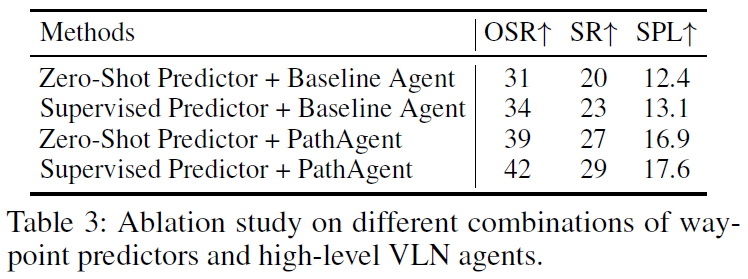 Methods OSR↑ SR↑ SPL↑
Zero-Shot Predictor + Baseline Agent 31 20 12.4
Supervised Predictor + Baseline Agent 34 23 13.1
Zero-Shot Predictor + PathAgent 39 27 16.9
Supervised Predictor + PathAgent 42 29 17.6
Table 3: Ablation study on different combinations of way-
point predictors and high-level VLN agents.